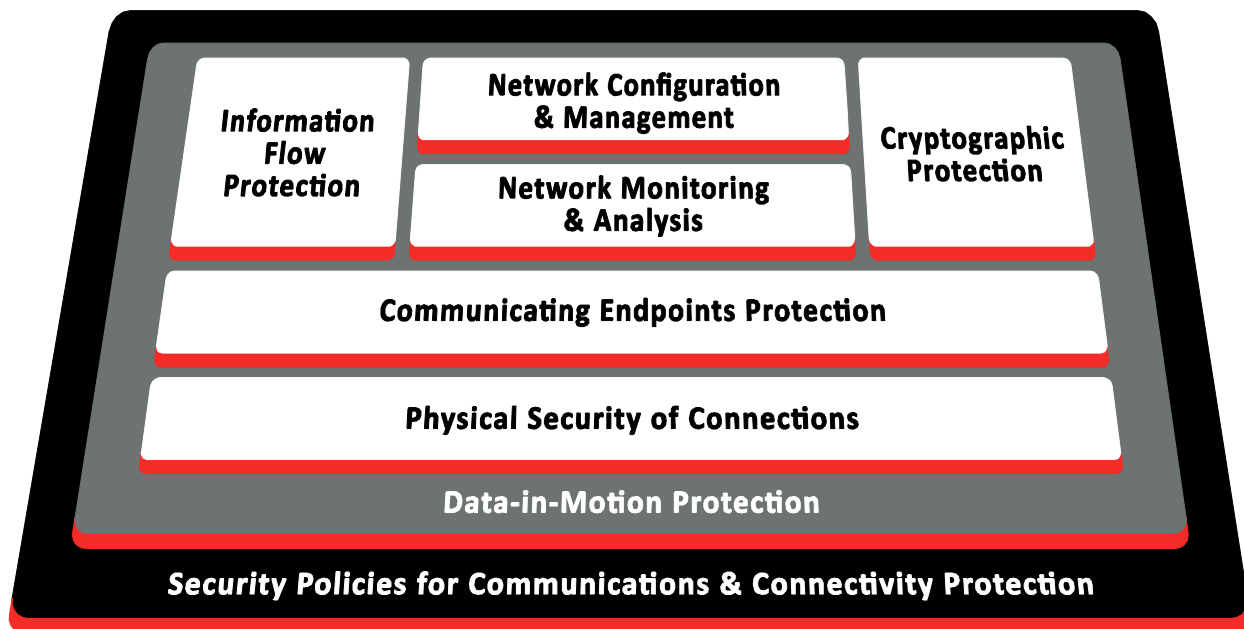 Information
Flow
Protection
Network Configuration
& Management
Network Monitoring
& Analysis
Cryptographic
Protection
Communicating Endpoints Protection
Physical Security of Connections
Data-in-Motion Protection
Security Policies for Communications & Connectivity Protection